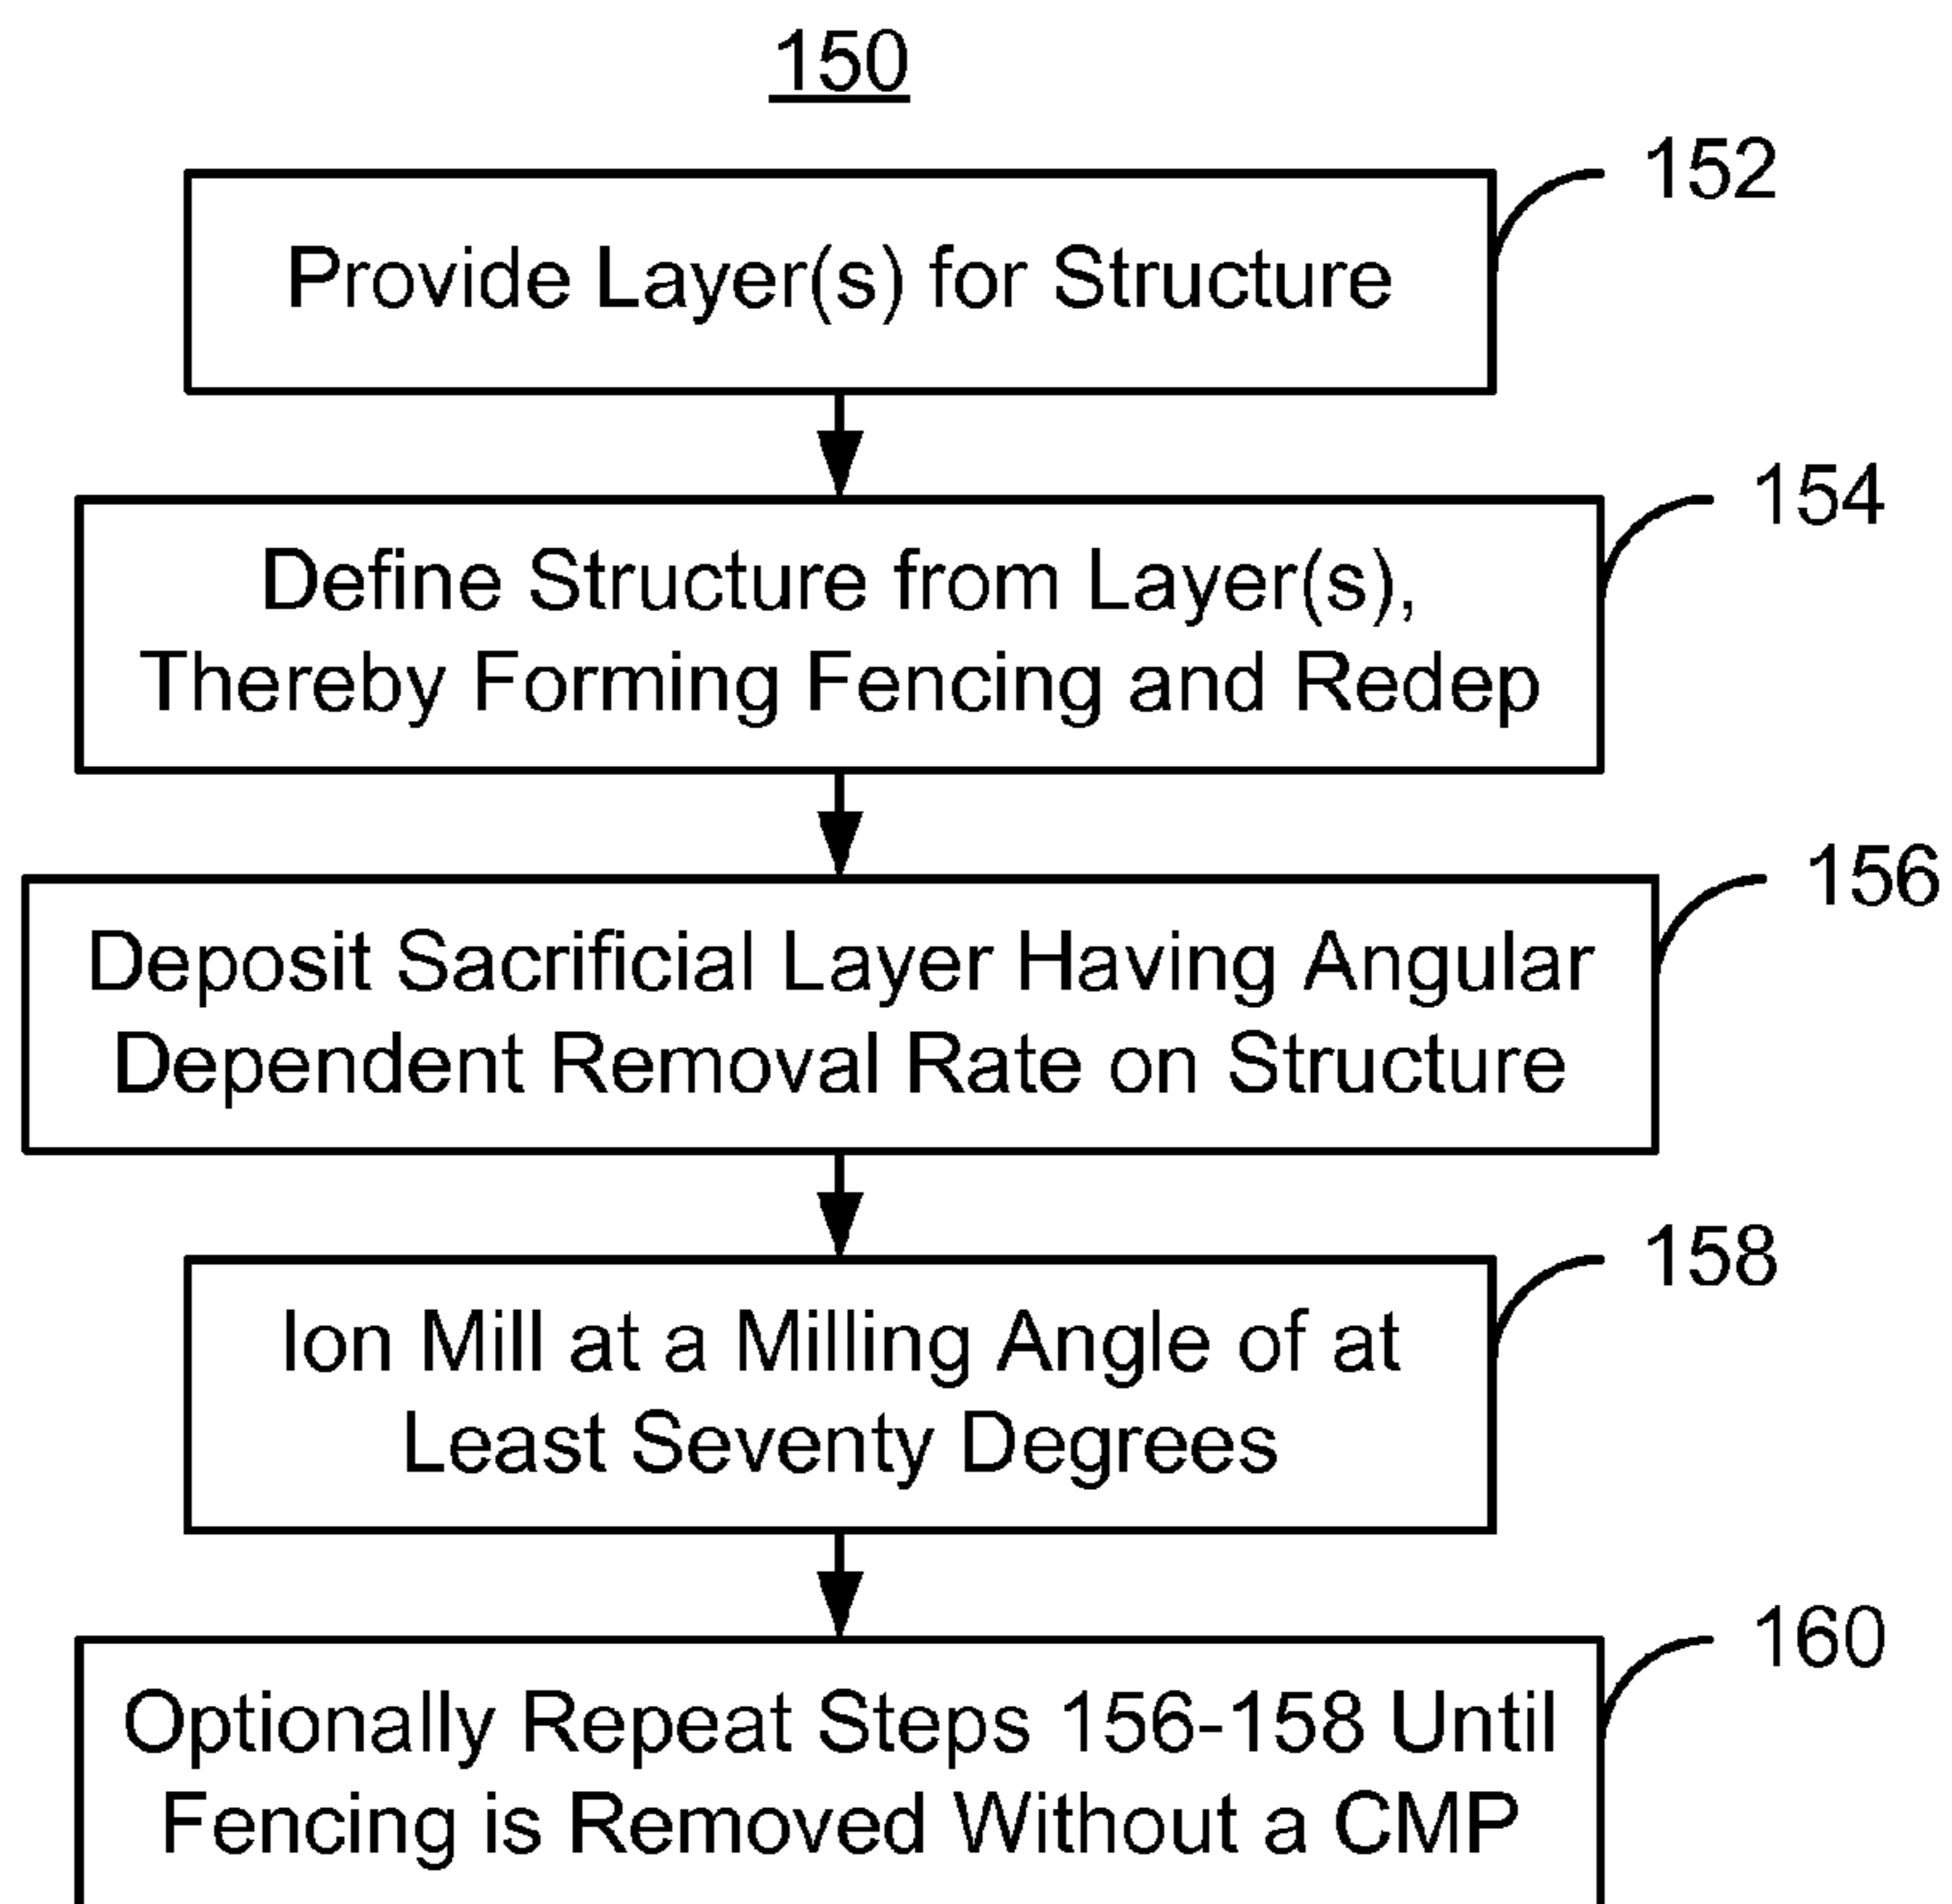 150
152
Provide Layer(s) for Structure
154
Define Structure from Layer(s),
Thereby Forming Fencing and Redep
156
Deposit Sacrificial Layer Having Angular
Dependent Removal Rate on Structure
158
Ion Mill at a Milling Angle of at
Least Seventy Degrees
160
Optionally Repeat Steps 156-158 Until
Fencing is Removed Without a CMP